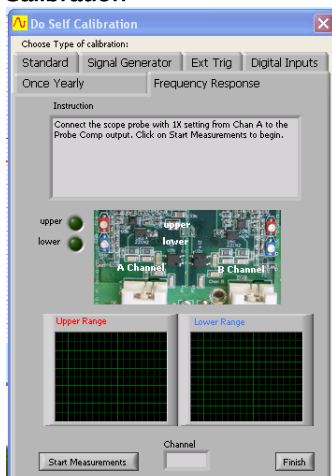 Do Self Calibration
Choose Type of calibration:
Standard Signal Generator Ext Trig Digital Inputs
Once Yearly Frequency Response
Instruction
Connect the scope probe with 1X setting from Chan A to the
Probe Comp output. Click on Start Measurements to begin.
upper
lower
upper
lower
A Channel B Channel
Upper Range Lower Range
Channel
Start Measurements Finish